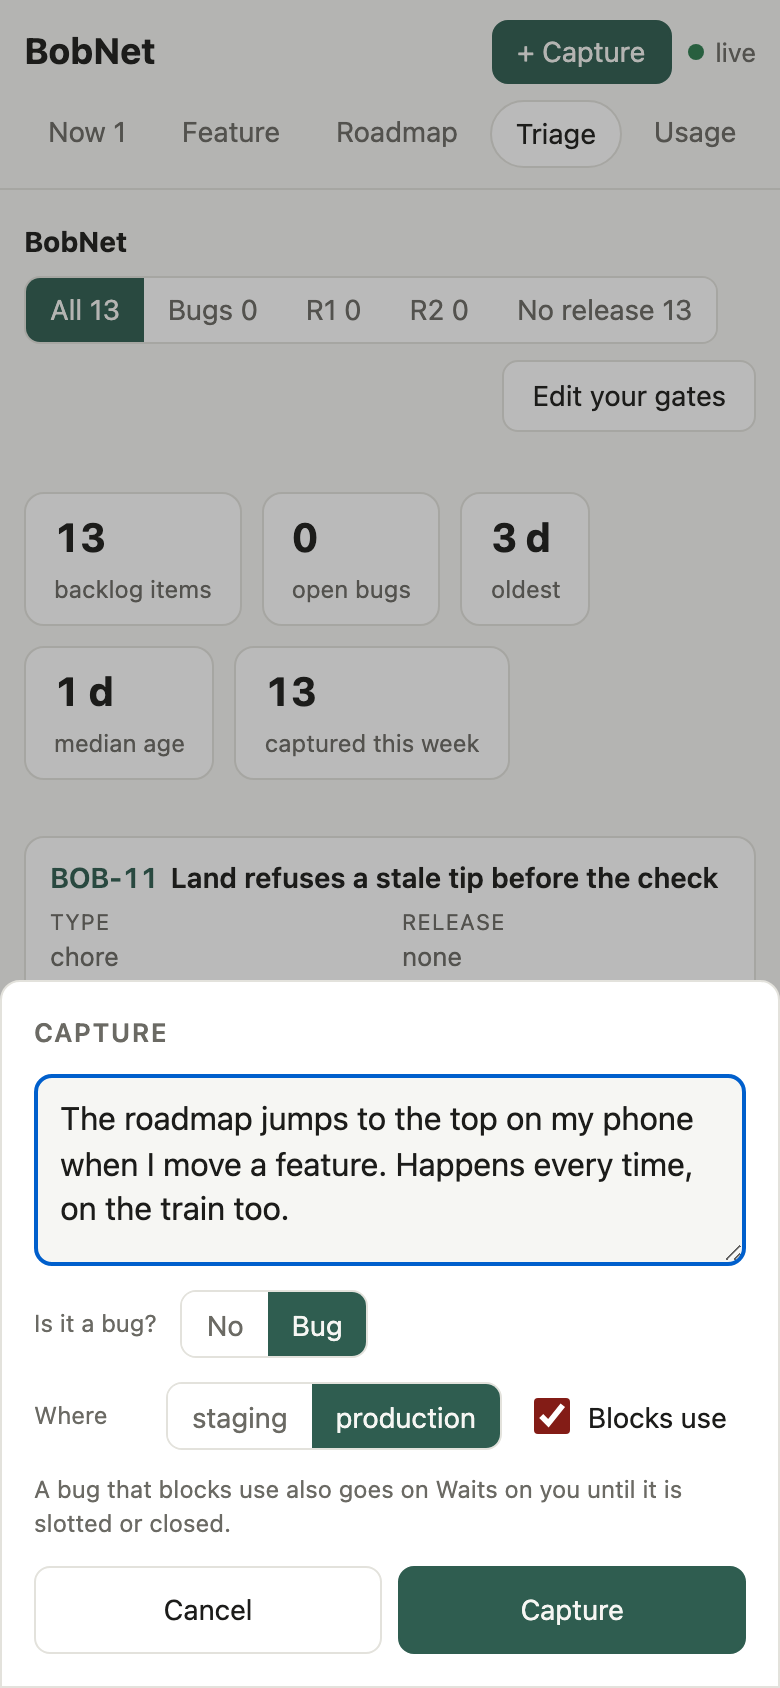 BobNet
+ Capture
live
Now 1
Feature
Roadmap
Triage
Usage
BobNet
All 13
Bugs 0
R1 0
R2 0
No release 13
Edit your gates
13
backlog items
0
open bugs
3 d
oldest
1 d
median age
13
captured this week
BOB-11 Land refuses a stale tip before the check
TYPE
chore
RELEASE
none
CAPTURE
The roadmap jumps to the top on my phone
when I move a feature. Happens every time,
on the train too.
Is it a bug?
No
Bug
Where
staging
production
Blocks use
A bug that blocks use also goes on Waits on you until it is
slotted or closed.
Cancel
Capture